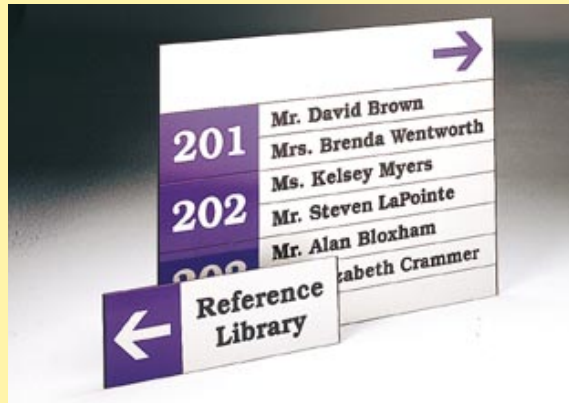 201
Mr. David Brown
Mrs. Brenda Wentworth
202
Ms. Kelsey Myers
Mr. Steven LaPointe
203
Mr. Alan Bloxham
Crammer
Reference
Library